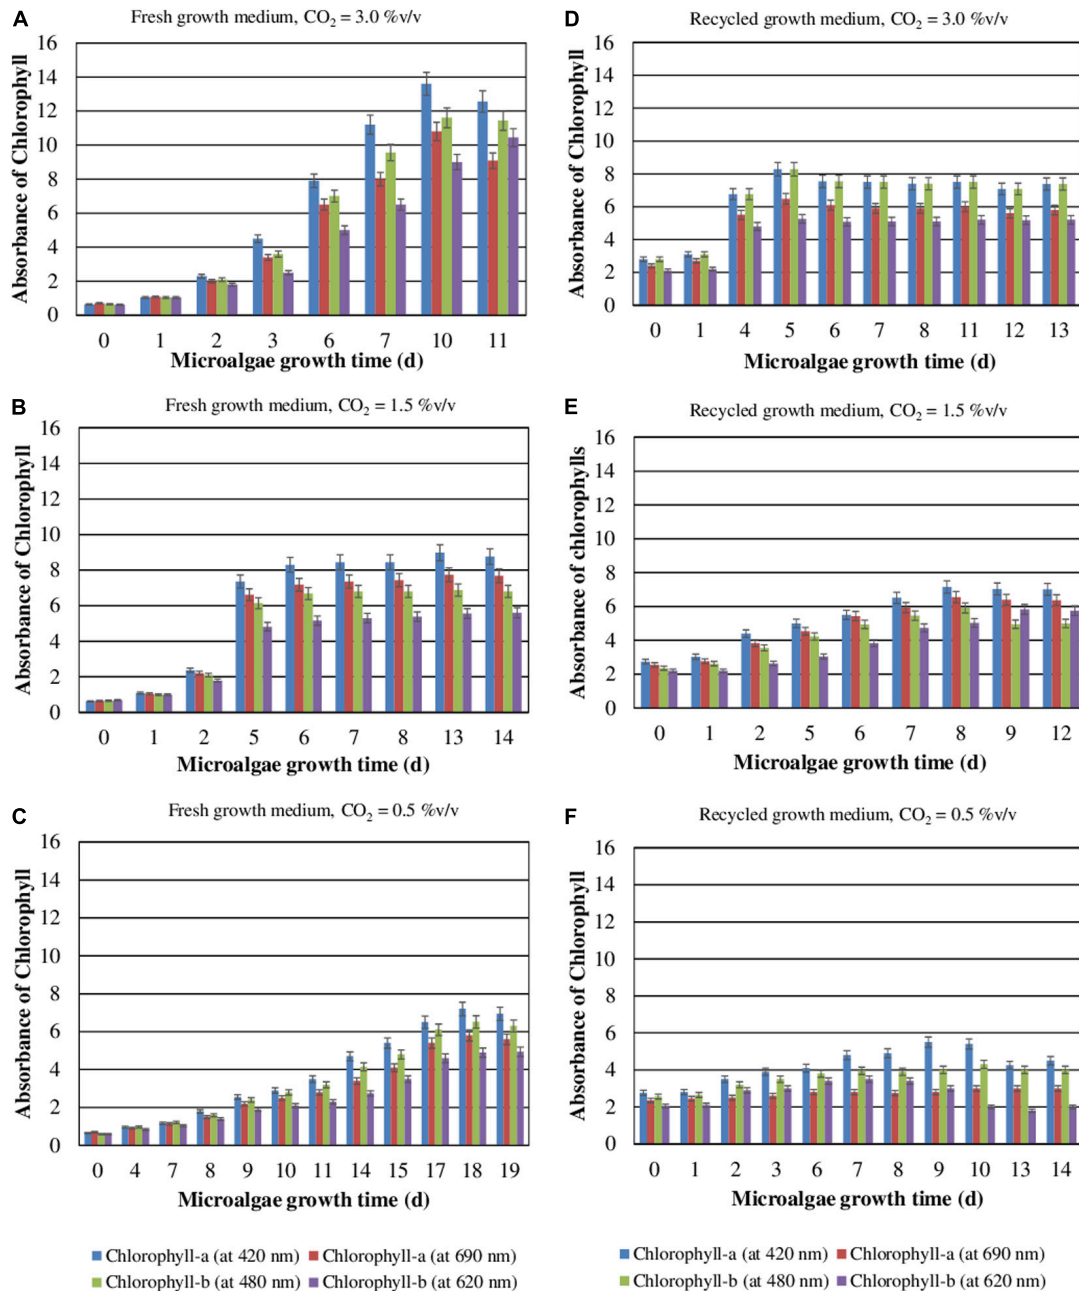 A
Fresh growth medium, CO2 = 3.0 %v/v
Absorbance of Chlorophyll
16
14
12
10
8
6
4
2
0
0 1 2 3 6 7 10 11
Microalgae growth time (d)
B
Fresh growth medium, CO2 = 1.5 %v/v
Absorbance of Chlorophyll
16
14
12
10
8
6
4
2
0
0 1 2 5 6 7 8 13 14
Microalgae growth time (d)
C
Fresh growth medium, CO2 = 0.5 %v/v
Absorbance of Chlorophyll
16
14
12
10
8
6
4
2
0
0 4 7 8 9 10 11 14 15 17 18 19
Microalgae growth time (d)
Chlorophyll-a (at 420 nm) Chlorophyll-a (at 690 nm)
Chlorophyll-b (at 480 nm) Chlorophyll-b (at 620 nm)
D
Recycled growth medium, CO2 = 3.0 %v/v
Absorbance of Chlorophyll
16
14
12
10
8
6
4
2
0
0 1 4 5 6 7 8 11 12 13
Microalgae growth time (d)
E
Recycled growth medium, CO2 = 1.5 %v/v
Absorbance of chlorophylls
16
14
12
10
8
6
4
2
0
0 1 2 5 6 7 8 9 12
Microalgae growth time (d)
F
Recycled growth medium, CO2 = 0.5 %v/v
Absorbance of Chlorophyll
16
14
12
10
8
6
4
2
0
0 1 2 3 6 7 8 9 10 13 14
Microalgae growth time (d)
Chlorophyll-a (at 420 nm) Chlorophyll-a (at 690 nm)
Chlorophyll-b (at 480 nm) Chlorophyll-b (at 620 nm)